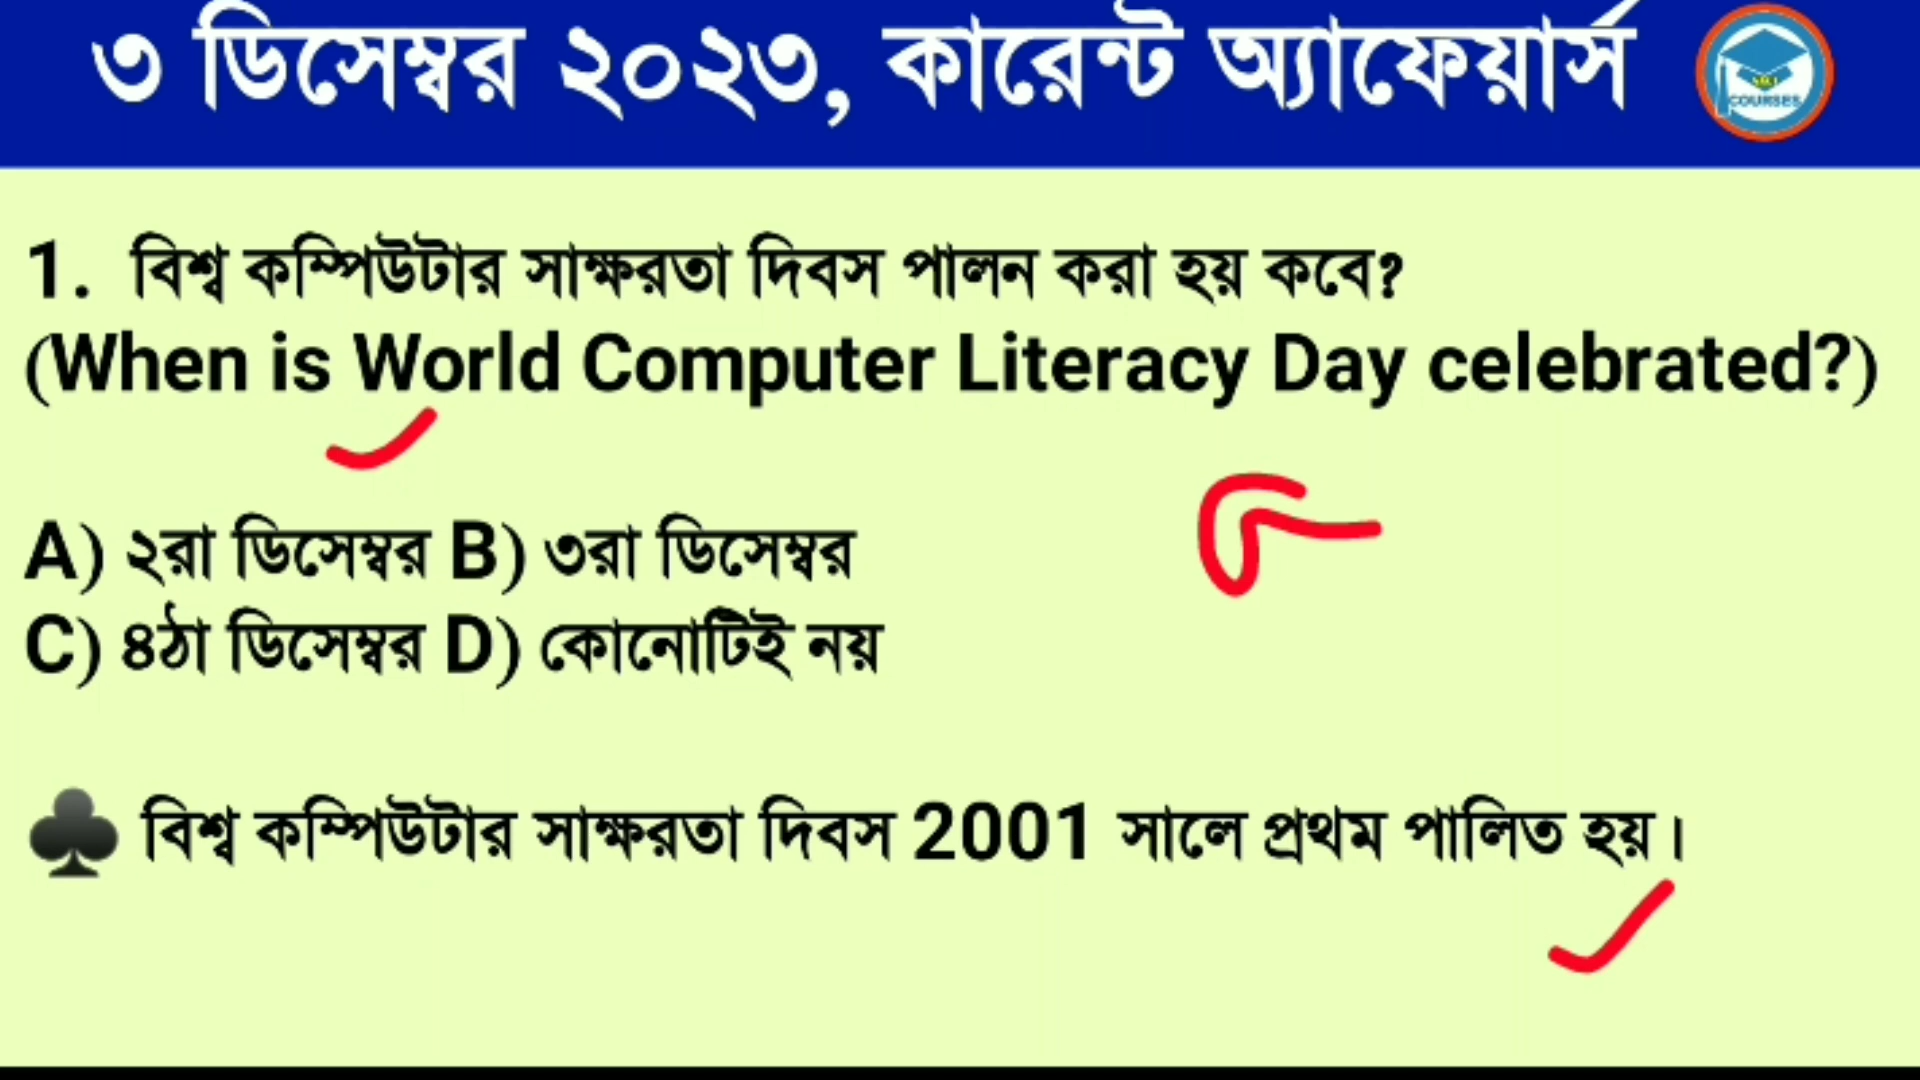 ৩ ডিসেম্বর ২০২৩, কারেন্ট অ্যাফেয়ার্স
COURSES
1. বিশ্ব কম্পিউটার সাক্ষরতা দিবস পালন করা হয় কবে?
(When is World Computer Literacy Day celebrated?)
A) ২রা ডিসেম্বর B) ৩রা ডিসেম্বর
C) ৪ঠা ডিসেম্বর D) কোনোটিই নয়
♣ বিশ্ব কম্পিউটার সাক্ষরতা দিবস 2001 সালে প্রথম পালিত হয়।